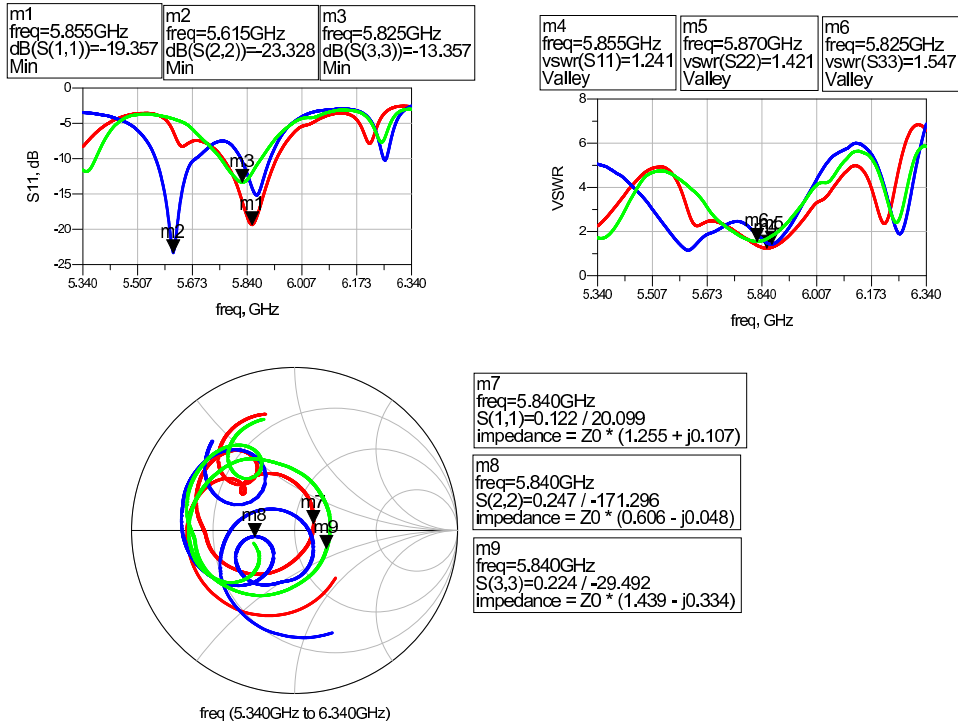 m1
freq=5.855GHz
dB(S(1,1))=-19.357
Min
m2
freq=5.615GHz
dB(S(2,2))=-23.328
Min
m3
freq=5.825GHz
dB(S(3,3))=-13.357
Min
0
-5
-10
-15
-20
-25
S11, dB
m3
m1
m2
5.340
5.507
5.673
5.840
6.007
6.173
6.340
freq, GHz
m4
freq=5.855GHz
vswr(S11)=1.241
Valley
m5
freq=5.870GHz
vswr(S22)=1.421
Valley
m6
freq=5.825GHz
vswr(S33)=1.547
Valley
8
6
4
2
0
VSWR
m6
m5
5.340
5.507
5.673
5.840
6.007
6.173
6.340
freq, GHz
m7
m8
m9
freq (5.340GHz to 6.340GHz)
m7
freq=5.840GHz
S(1,1)=0.122 / 20.099
impedance = Z0 * (1.255 + j0.107)
m8
freq=5.840GHz
S(2,2)=0.247 / -171.296
impedance = Z0 * (0.606 - j0.048)
m9
freq=5.840GHz
S(3,3)=0.224 / -29.492
impedance = Z0 * (1.439 - j0.334)